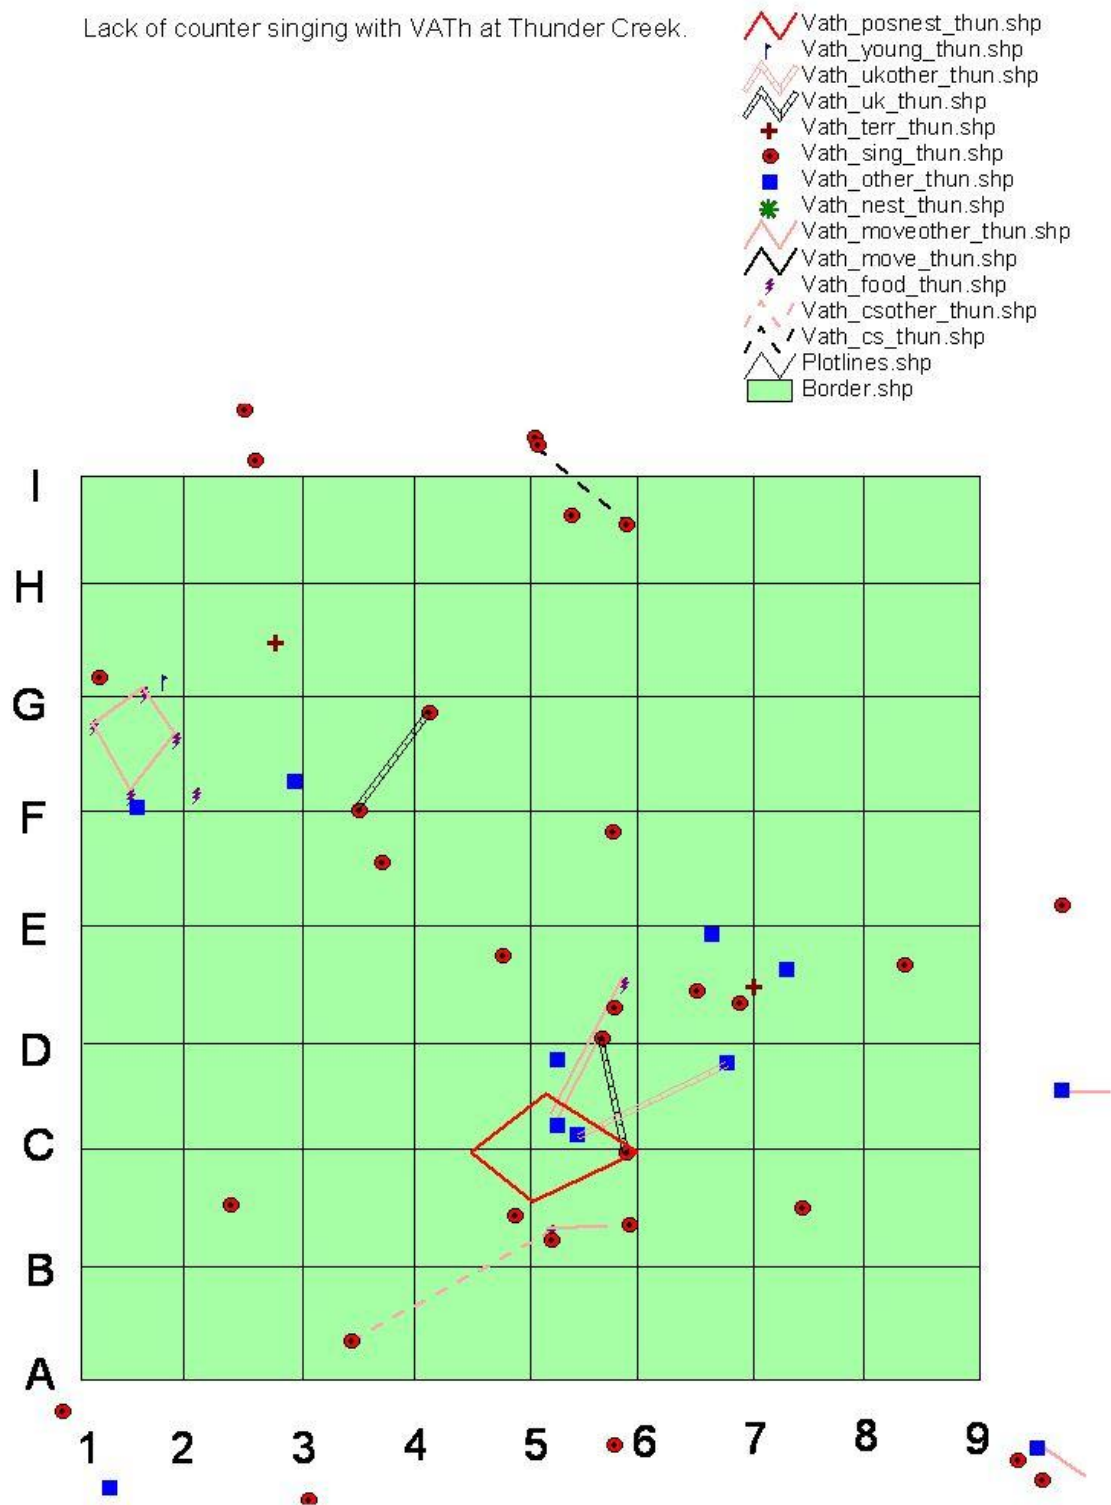 Lack of counter singing with VATh at Thunder Creek.
Vath_posnest_thun.shp
Vath_young_thun.shp
Vath_ukother_thun.shp
Vath_uk_thun.shp
Vath_terr_thun.shp
Vath_sing_thun.shp
Vath_other_thun.shp
Vath_nest_thun.shp
Vath_moveother_thun.shp
Vath_move_thun.shp
Vath_food_thun.shp
Vath_csother_thun.shp
Vath_cs_thun.shp
Plotlines.shp
Border.shp
I
H
G
F
E
D
C
B
A
1 2 3 4 5 6 7 8 9